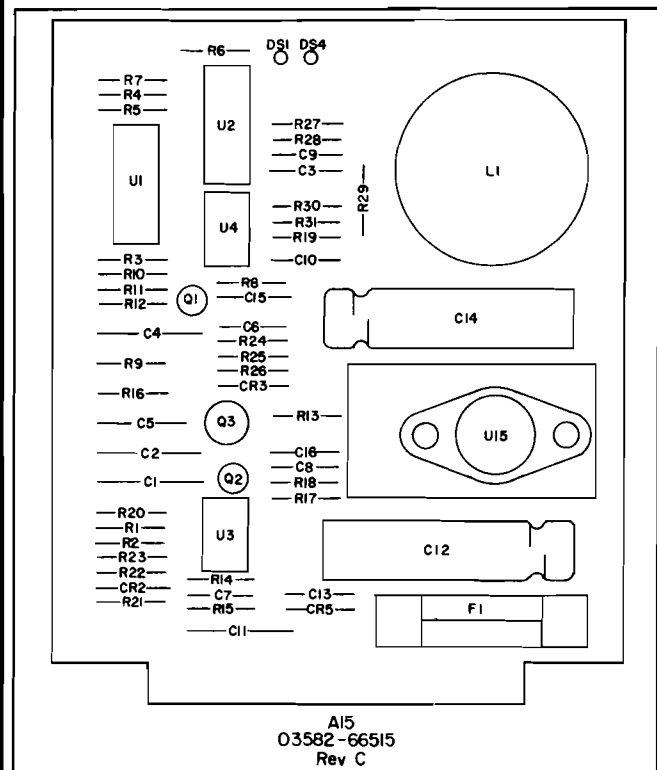 R6 DS1 DS4
R7
R4
R5
U2
U1
R27
R28
C9
C3
R29
L1
U4
R30
R31
R19
C10
R3
R10
R11
R12
Q1
R8
C15
C14
C4
C6
R24
R25
R26
CR3
R9
R16
C5
Q3
R13
U15
C2
C16
C8
R18
R17
C1
Q2
R20
R1
R2
R23
R22
CR2
R21
U3
C12
R14
C7
R15
C13
CR5
F1
C11
A15
03582-66515
Rev C